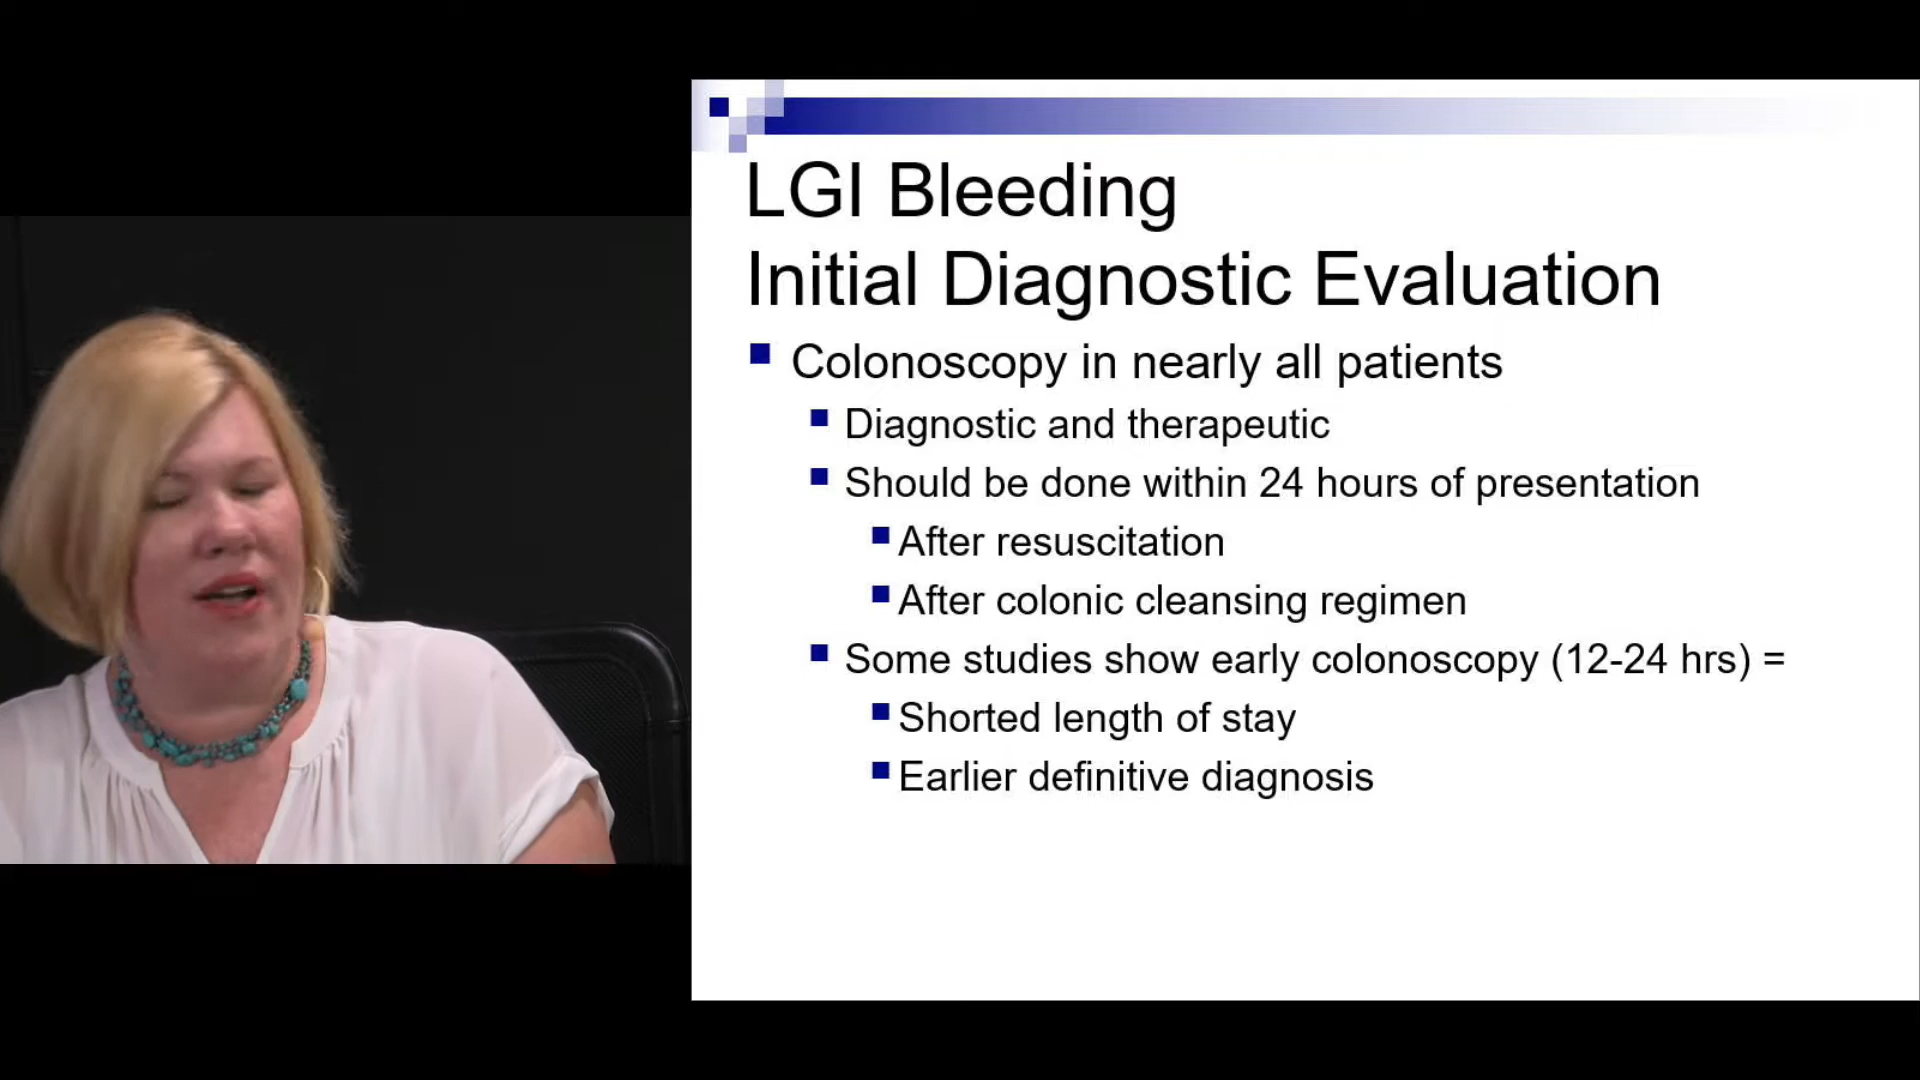 LGI Bleeding
Initial Diagnostic Evaluation
Colonoscopy in nearly all patients
Diagnostic and therapeutic
Should be done within 24 hours of presentation
After resuscitation
After colonic cleansing regimen
Some studies show early colonoscopy (12-24 hrs) =
Shorted length of stay
Earlier definitive diagnosis